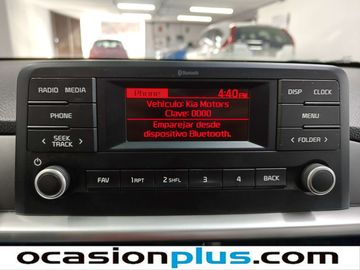 Bluetooth
RADIO MEDIA
PHONE
SEEK
TRACK
Phone 4:40PM
Vehículo: Kia Motors
Clave: 0000
Emparejar desde
dispositivo Bluetooth.
DISP CLOCK
MENU
FOLDER
FAV 1 RPT 2 SHFL 3 4 BACK
ocasionplus.com